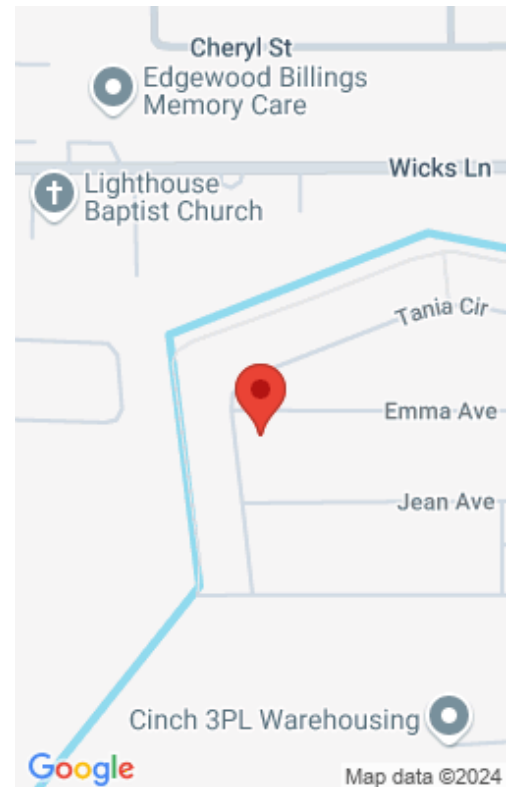 Cheryl St
Edgewood Billings
Memory Care
Wicks Ln
Lighthouse
Baptist Church
Tania Cir
Emma Ave
Jean Ave
Cinch 3PL Warehousing
Google
Map data ©2024